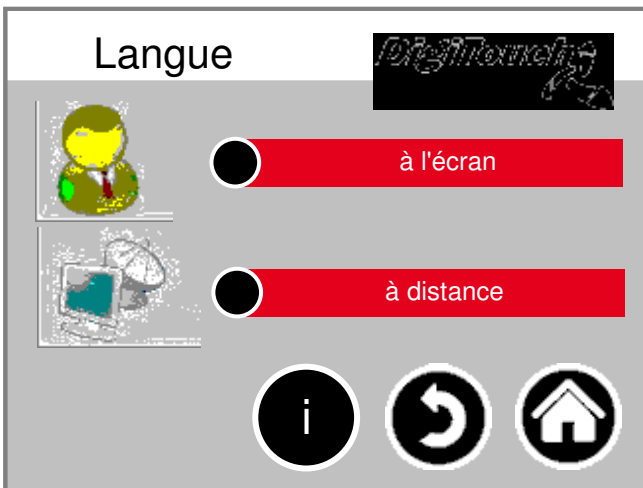 Langue
DigiTouch
à l'écran
à distance
i